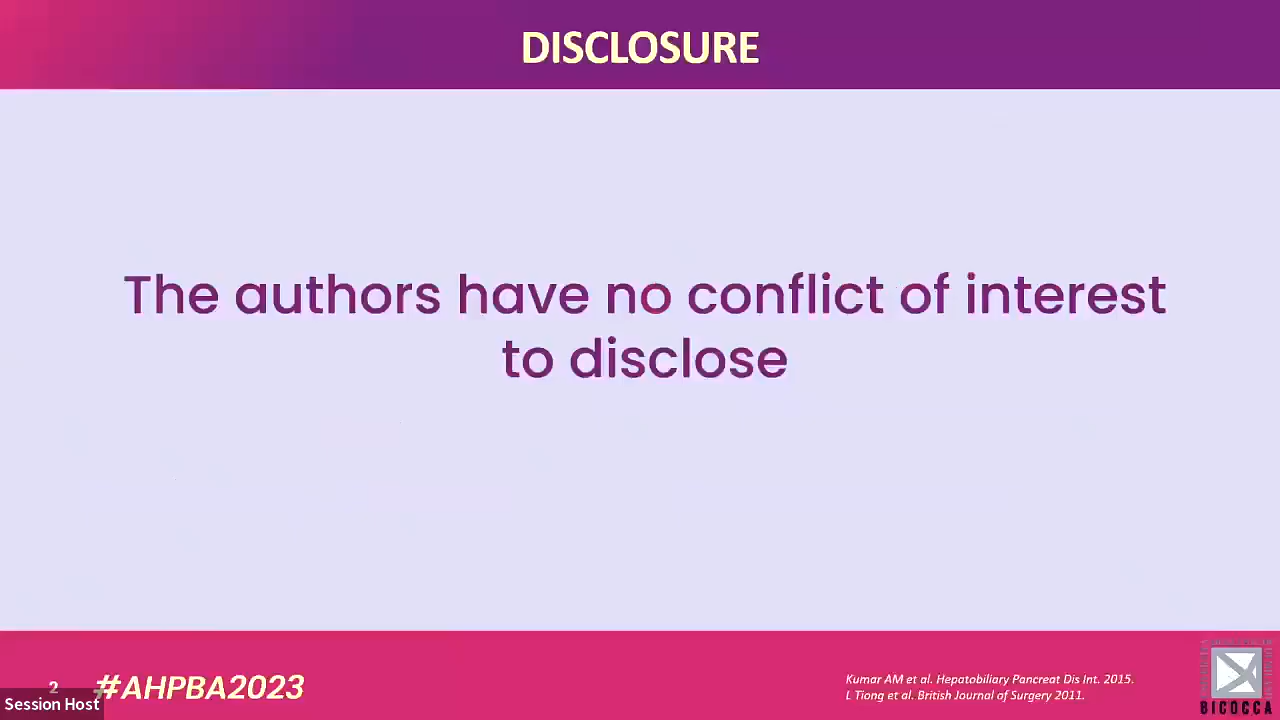 DISCLOSURE
The authors have no conflict of interest
to disclose
2
#AHPBA2023
Session Host
Kumar AM et al. Hepatobiliary Pancreat Dis Int. 2015.
L Tiong et al. British Journal of Surgery 2011.
BICOCCA